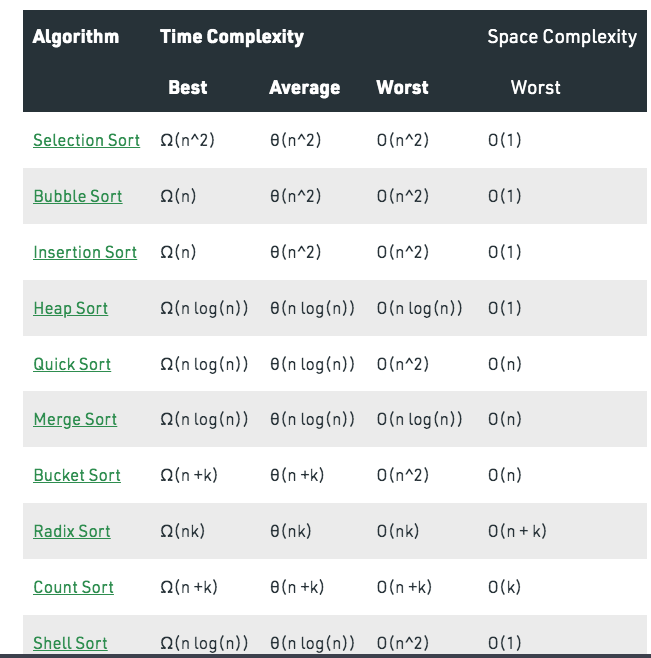 Algorithm Time Complexity Space Complexity
Best Average Worst Worst
Selection Sort Ω(n^2) θ(n^2) O(n^2) O(1)
Bubble Sort Ω(n) θ(n^2) O(n^2) O(1)
Insertion Sort Ω(n) θ(n^2) O(n^2) O(1)
Heap Sort Ω(n log(n)) θ(n log(n)) O(n log(n)) O(1)
Quick Sort Ω(n log(n)) θ(n log(n)) O(n^2) O(n)
Merge Sort Ω(n log(n)) θ(n log(n)) O(n log(n)) O(n)
Bucket Sort Ω(n +k) θ(n +k) O(n^2) O(n)
Radix Sort Ω(nk) θ(nk) O(nk) O(n + k)
Count Sort Ω(n +k) θ(n +k) O(n +k) O(k)
Shell Sort Ω(n log(n)) θ(n log(n)) O(n^2) O(1)